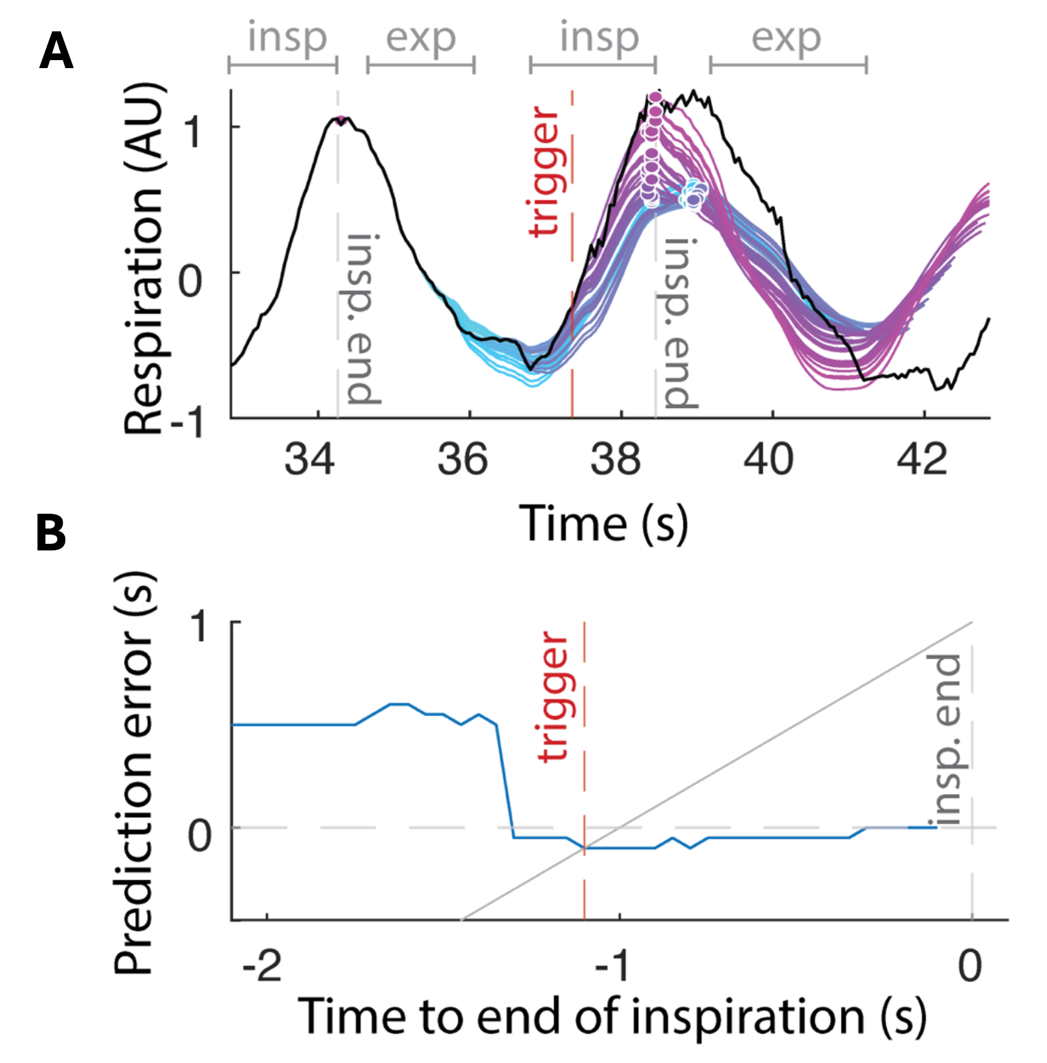 A
insp
exp
insp
exp
Respiration (AU)
1
0
-1
insp. end
trigger
insp. end
34
36
38
40
42
Time (s)
B
Prediction error (s)
1
0
trigger
insp. end
-2
-1
0
Time to end of inspiration (s)